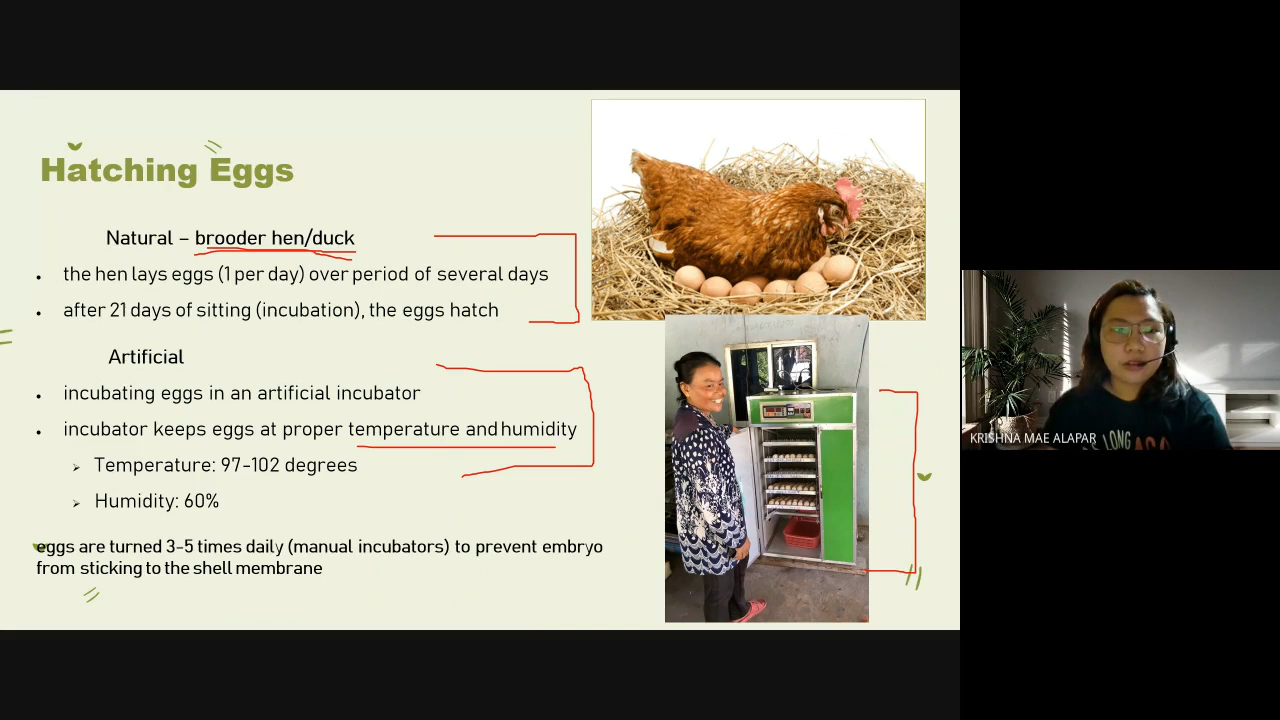 Hatching Eggs
Natural – brooder hen/duck
• the hen lays eggs (1 per day) over period of several days
• after 21 days of sitting (incubation), the eggs hatch
Artificial
• incubating eggs in an artificial incubator
• incubator keeps eggs at proper temperature and humidity
➢ Temperature: 97-102 degrees
➢ Humidity: 60%
eggs are turned 3-5 times daily (manual incubators) to prevent embryo
from sticking to the shell membrane
KRISHNA MAE ALAPAR
LONG